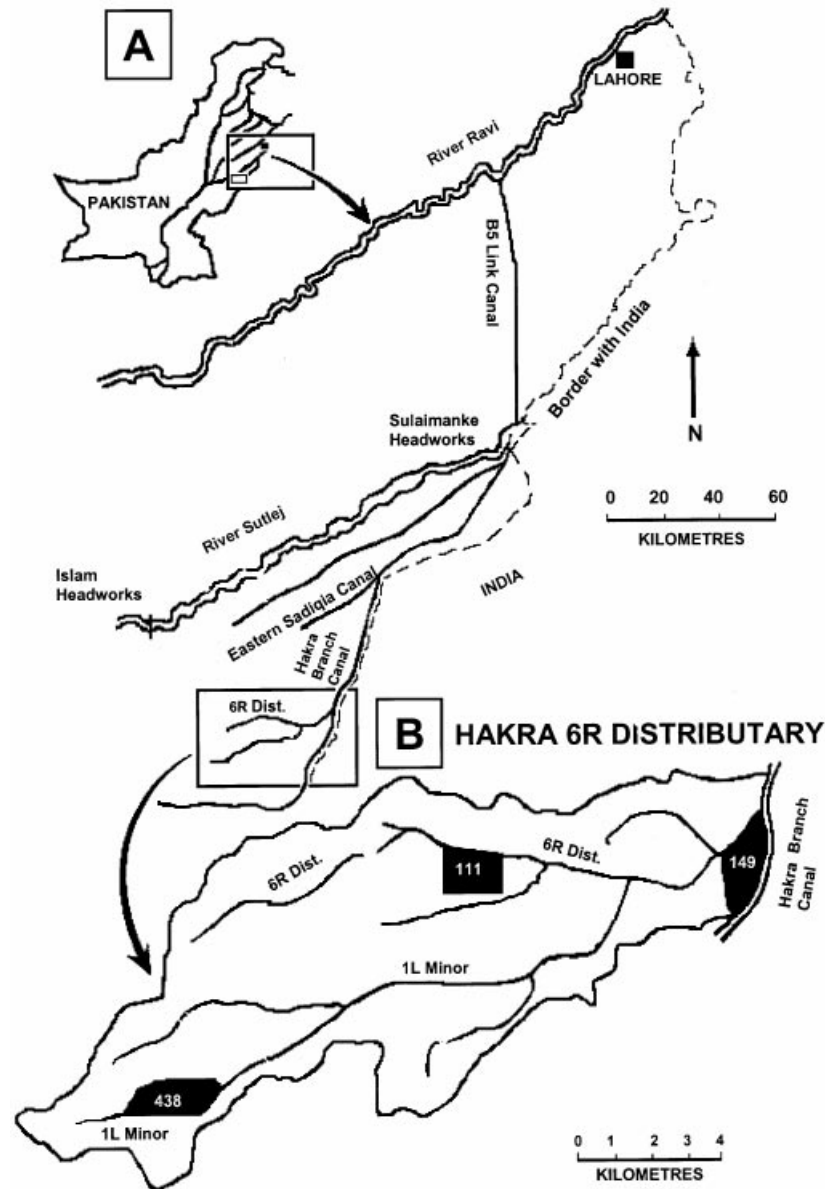 A
LAHORE
River Ravi
PAKISTAN
B5 Link Canal
Border with India
N
Sulaimanke
Headworks
0 20 40 60
KILOMETRES
River Sutlej
Islam
Headworks
INDIA
Eastern Sadiqia Canal
Hakra
Branch
Canal
6R Dist.
B HAKRA 6R DISTRIBUTARY
6R Dist.
111
149
Hakra Branch
Canal
6R Dist.
1L Minor
438
1L Minor
0 1 2 3 4
KILOMETRES